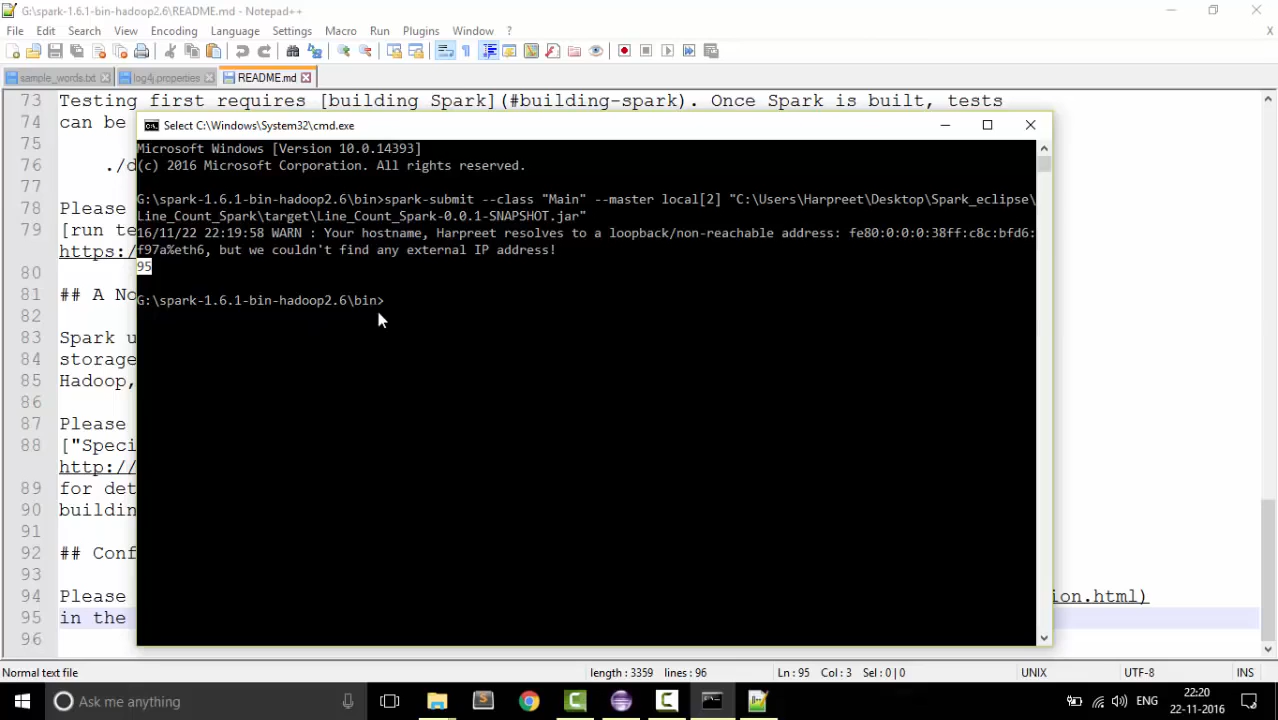 G:\spark-1.6.1-bin-hadoop2.6\README.md - Notepad++
File Edit Search View Encoding Language Settings Macro Run Plugins Window ?
X
sample_words.txt log4j.properties README.md
73 Testing first requires [building Spark](#building-spark). Once Spark is built, tests
74 can be
75
76 ./d
77
78 Please
79 [run te
https:/
80
81 ## A No
82
83 Spark u
84 storage
85 Hadoop,
86
87 Please
88 ["Speci
http://
89 for det
90 building
91
92 ## Conf
93
94 Please ion.html)
95 in the
96
Select C:\Windows\System32\cmd.exe
Microsoft Windows [Version 10.0.14393]
(c) 2016 Microsoft Corporation. All rights reserved.
G:\spark-1.6.1-bin-hadoop2.6\bin>spark-submit --class "Main" --master local[2] "C:\Users\Harpreet\Desktop\Spark_eclipse\
Line_Count_Spark\target\Line_Count_Spark-0.0.1-SNAPSHOT.jar"
16/11/22 22:19:58 WARN : Your hostname, Harpreet resolves to a loopback/non-reachable address: fe80:0:0:0:38ff:c8c:bfd6:
f97a%eth6, but we couldn't find any external IP address!
95
G:\spark-1.6.1-bin-hadoop2.6\bin>
Normal text file length : 3359 lines : 96 Ln : 95 Col : 3 Sel : 0 | 0 UNIX UTF-8 INS
Ask me anything ENG 22:20
22-11-2016